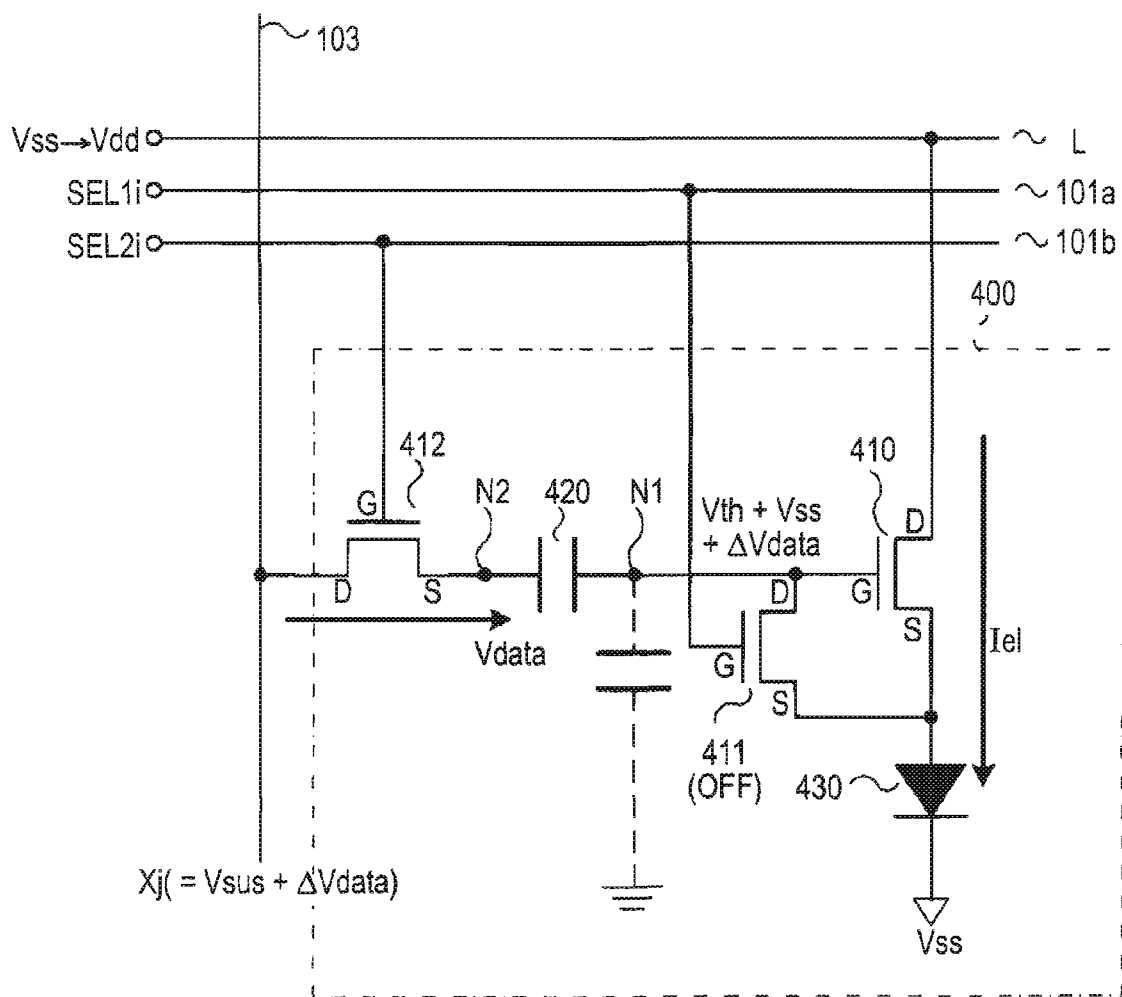 103
Vss→Vdd
L
SEL1i
101a
SEL2i
101b
400
412
G
N2
420
N1
Vth + Vss
+ ΔVdata
410
D
D
S
D
G
S
Vdata
G
S
Iel
411
(OFF)
430
Xj( = Vsus + ΔVdata)
Vss